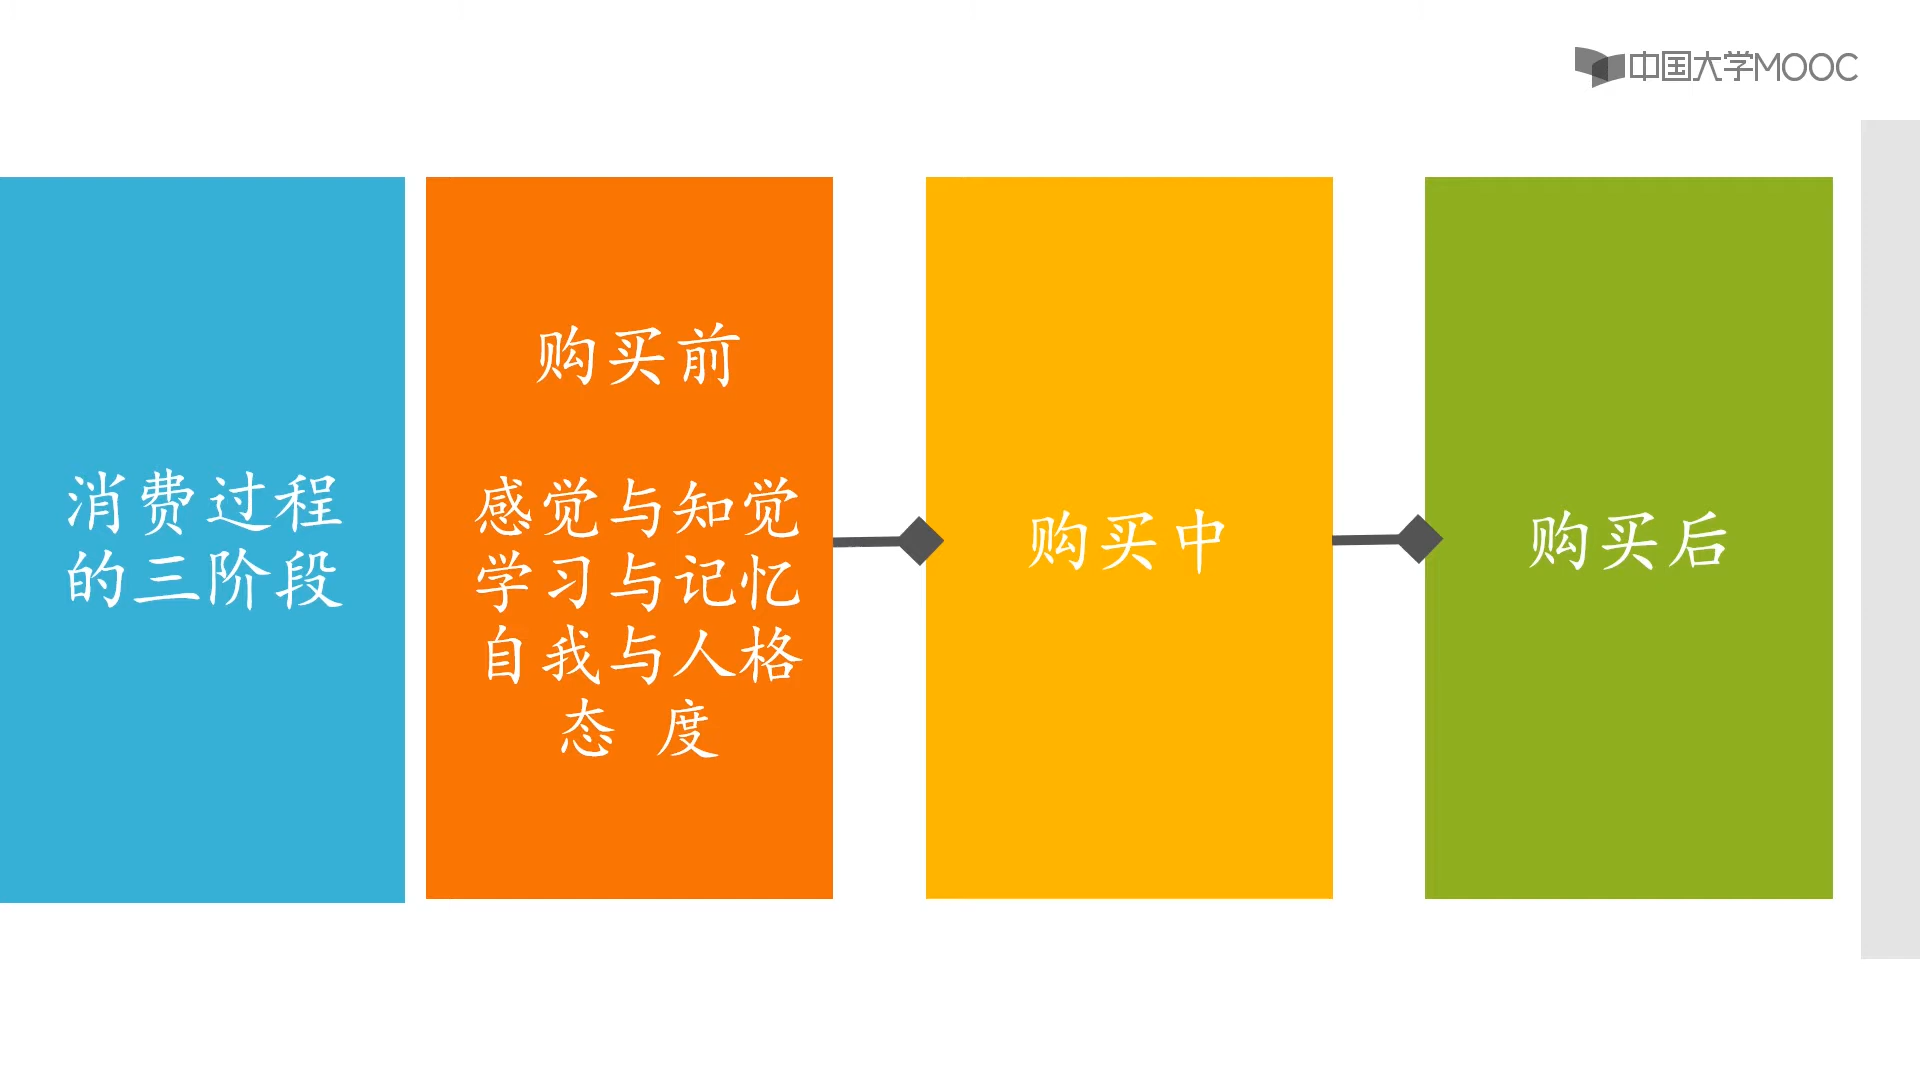 中国大学MOOC
消费过程
的三阶段
购买前
感觉与知觉
学习与记忆
自我与人格
态 度
购买中
购买后